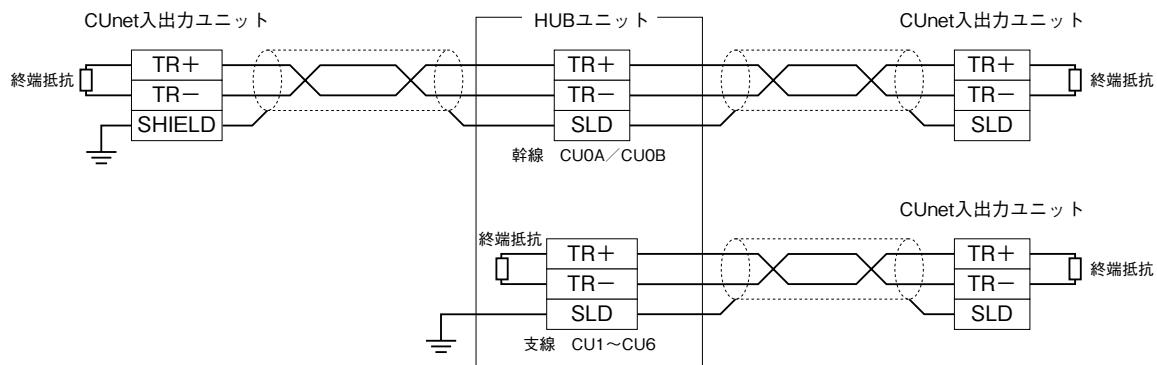 CUnet入出力ユニット
HUBユニット
CUnet入出力ユニット
終端抵抗
TR＋
TR－
SHIELD
TR＋
TR－
SLD
幹線　CU0A／CU0B
TR＋
TR－
SLD
終端抵抗
CUnet入出力ユニット
終端抵抗
TR＋
TR－
SLD
支線　CU1～CU6
TR＋
TR－
SLD
終端抵抗